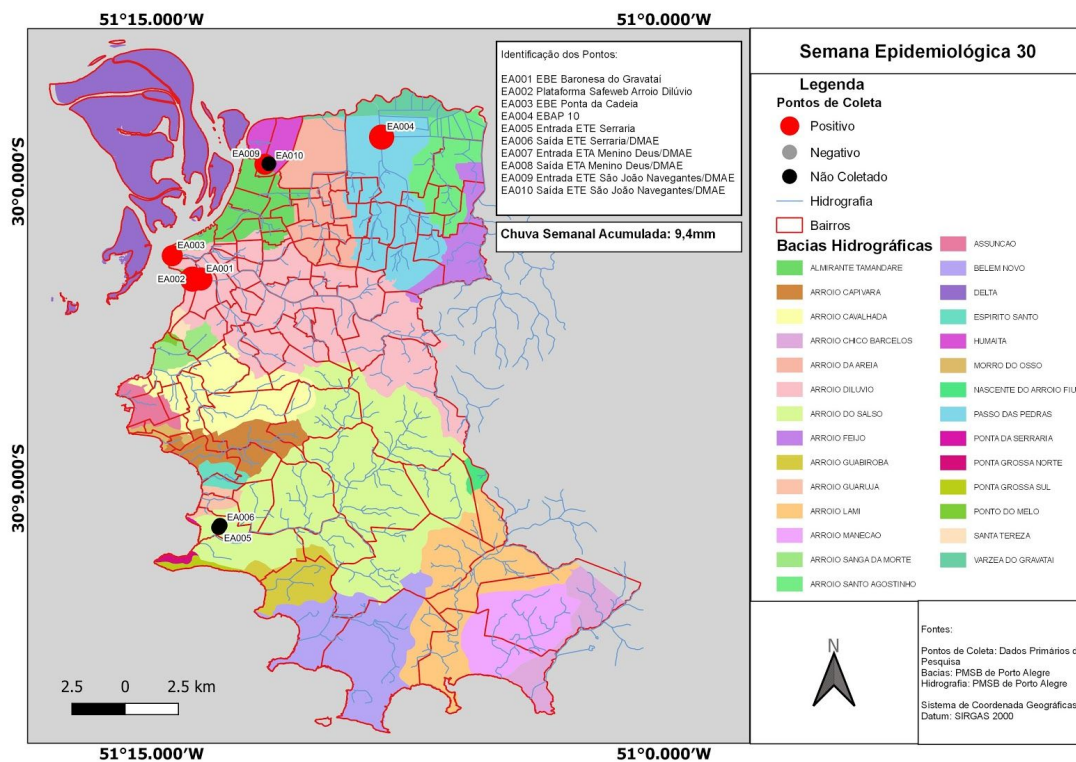 51°15.000'W
51°0.000'W
30°0.000'S
30°9.000'S
Identificação dos Pontos:
EA001 EBE Baronesa do Gravatai
EA002 Plataforma Safeweb Arroio Dilúvio
EA003 EBE Ponta da Cadeia
EA004 EBAP 10
EA005 Entrada ETE Serraria
EA006 Saída ETE Serraria/DMAE
EA007 Entrada ETA Menino Deus/DMAE
EA008 Saída ETA Menino Deus/DMAE
EA009 Entrada ETE São João Navegantes/DMAE
EA010 Saída ETE São João Navegantes/DMAE
Chuva Semanal Acumulada: 9,4mm
EA004
EA009
EA010
EA003
EA001
EA002
EA006
EA005
2.5 0 2.5 km
51°15.000'W
51°0.000'W
Semana Epidemiológica 30
Legenda
Pontos de Coleta
Positivo
Negativo
Não Coletado
Hidrografia
Bairros
Bacias Hidrográficas
ALMIRANTE TAMANDARE
ARROIO CAPIVARA
ARROIO CAVALHADA
ARROIO CHICO BARCELOS
ARROIO DA AREIA
ARROIO DILUVIO
ARROIO DO SALSO
ARROIO FEIJO
ARROIO GUABIROBA
ARROIO GUARUJA
ARROIO LAMI
ARROIO MANECAO
ARROIO SANGA DA MORTE
ARROIO SANTO AGOSTINHO
ASSUNCAO
BELEM NOVO
DELTA
ESPIRITO SANTO
HUMAITA
MORRO DO OSSO
NASCENTE DO ARROIO FIU
PASSO DAS PEDRAS
PONTA DA SERRARIA
PONTA GROSSA NORTE
PONTA GROSSA SUL
PONTO DO MELO
SANTA TEREZA
VARZEA DO GRAVATAI
N
Fontes:
Pontos de Coleta: Dados Primários d
Pesquisa
Bacias: PMSB de Porto Alegre
Hidrografia: PMSB de Porto Alegre
Sistema de Coordenada Geográficas
Datum: SIRGAS 2000